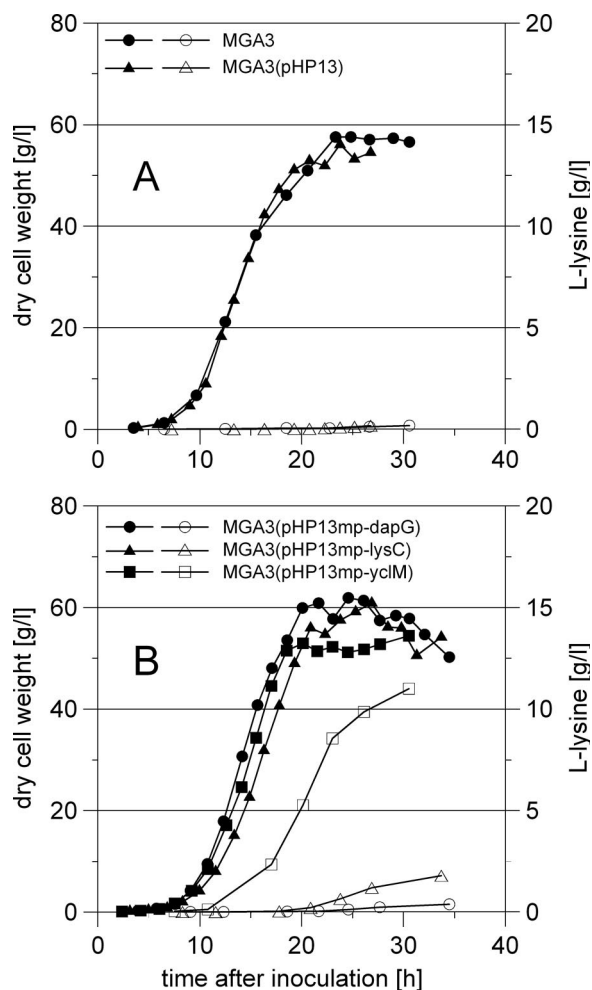 80
20
MGA3
MGA3(pHP13)
60
15
A
dry cell weight [g/l]
L-lysine [g/l]
40
10
20
5
0
0
0
10
20
30
40
80
20
MGA3(pHP13mp-dapG)
MGA3(pHP13mp-lysC)
MGA3(pHP13mp-yclM)
60
15
B
dry cell weight [g/l]
L-lysine [g/l]
40
10
20
5
0
0
0
10
20
30
40
time after inoculation [h]